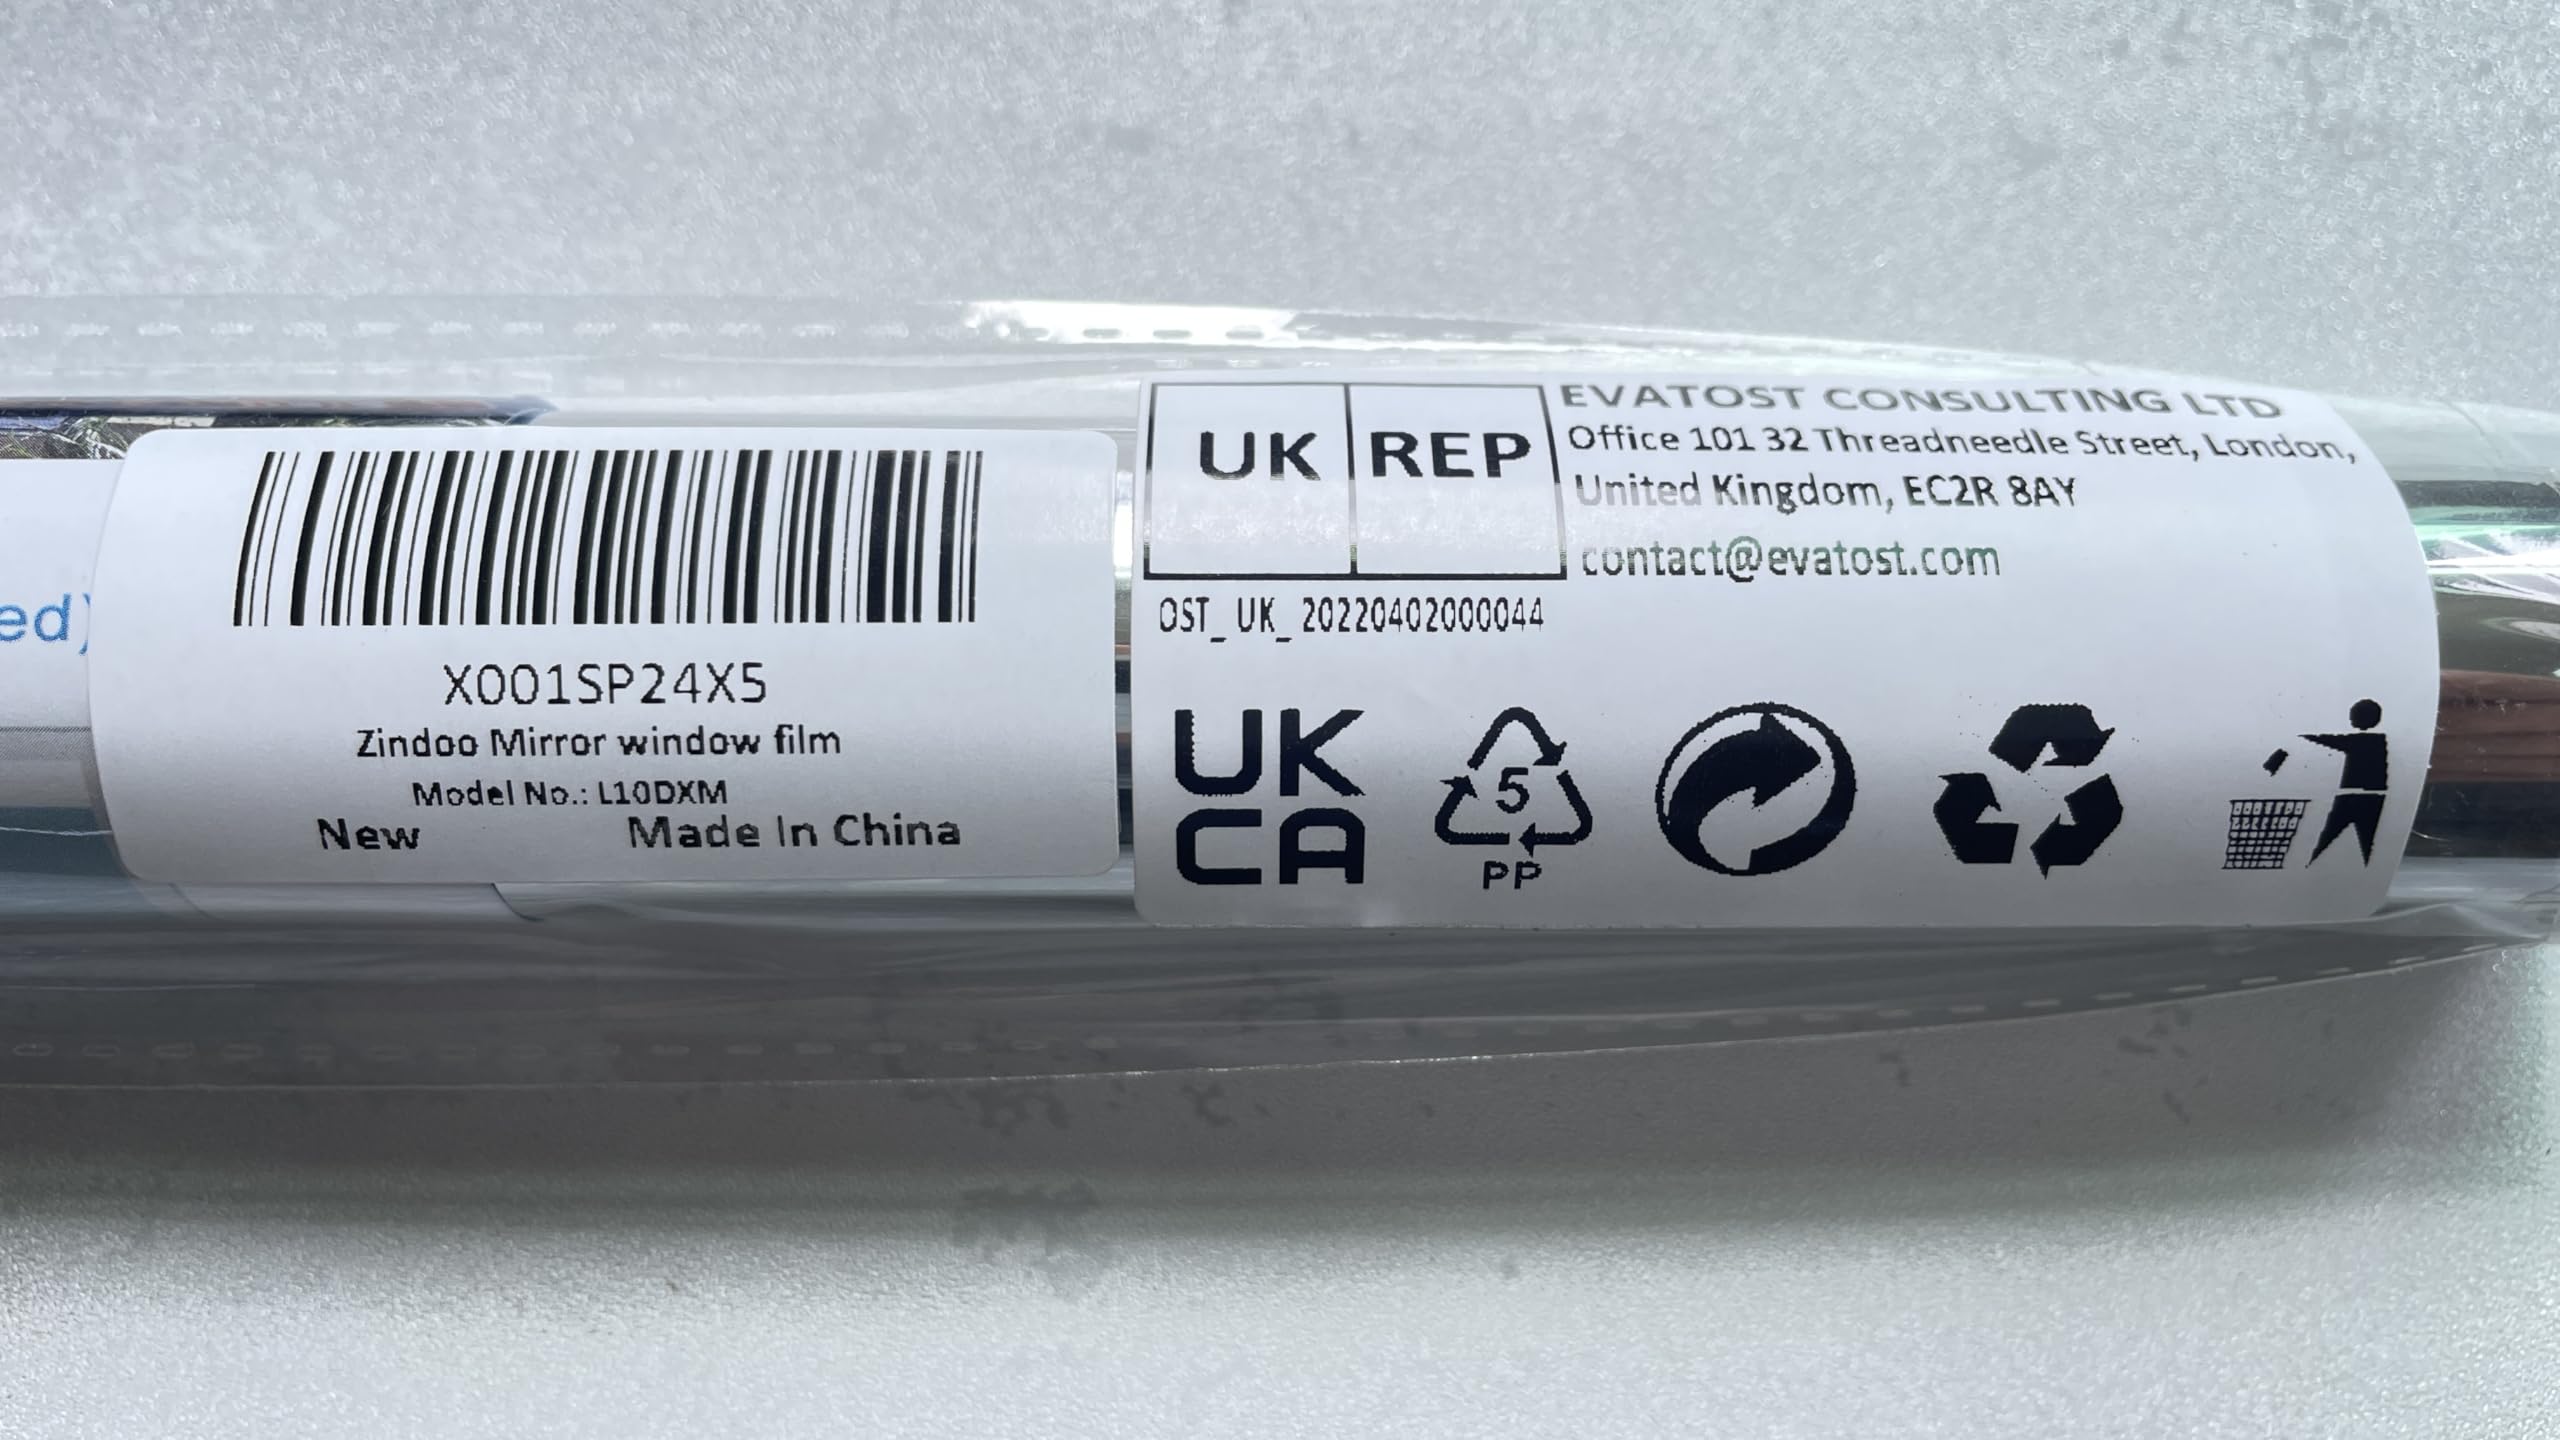 ed)
X001SP24X5
Zindoo Mirror window film
Model No.: L10DXM
New Made In China
UK REP
EVATOST CONSULTING LTD
Office 101 32 Threadneedle Street, London,
United Kingdom, EC2R 8AY
contact@evatost.com
OST_UK_20220402000044
UK
CA
5
PP